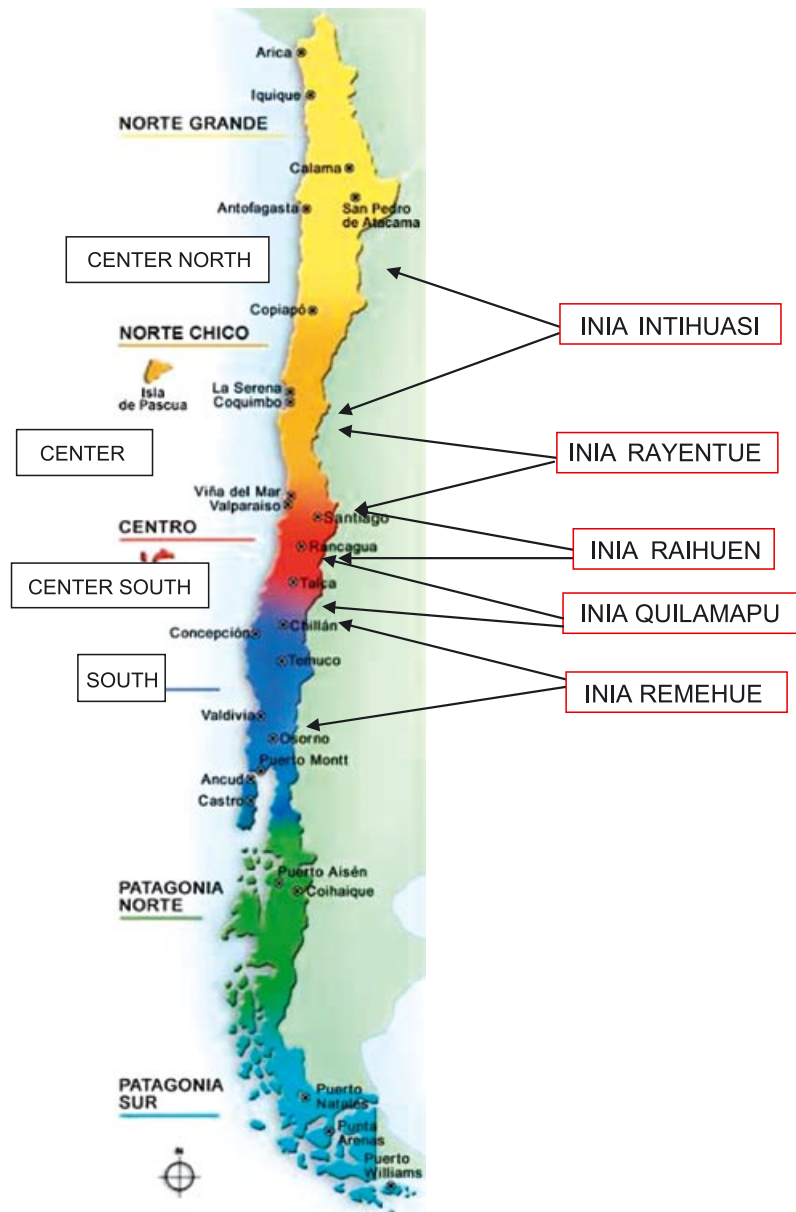 Arica
Iquique
NORTE GRANDE
Calama
Antofagasta
San Pedro
de Atacama
CENTER NORTH
Copiapó
INIA INTIHUASI
NORTE CHICO
Isla
de Pascua
La Serena
Coquimbo
CENTER
INIA RAYENTUE
Viña del Mar
Valparaiso
Santiago
CENTRO
Rancagua
INIA RAIHUEN
CENTER SOUTH
Talca
INIA QUILAMAPU
Concepción
Chillán
Temuco
SOUTH
INIA REMEHUE
Valdivia
Osorno
Puerto Montt
Ancud
Castro
Puerto Aisén
Coihaique
PATAGONIA
NORTE
PATAGONIA
SUR
Puerto
Natales
Punta
Arenas
Puerto
Williams
N